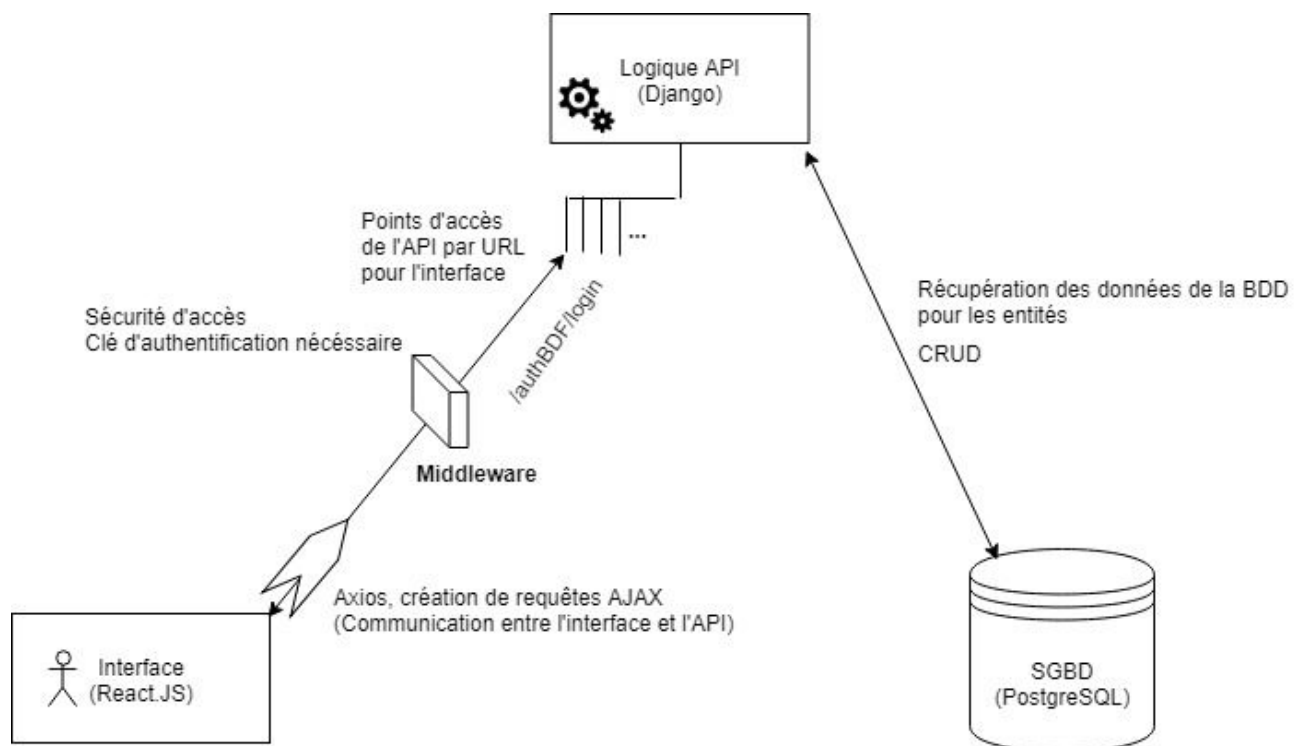 Logique API
(Django)
Points d'accès
de l'API par URL
pour l'interface
...
/authBDF/login
Sécurité d'accès
Clé d'authentification nécéssaire
Middleware
Récupération des données de la BDD
pour les entités
CRUD
Axios, création de requêtes AJAX
(Communication entre l'interface et l'API)
Interface
(React.JS)
SGBD
(PostgreSQL)